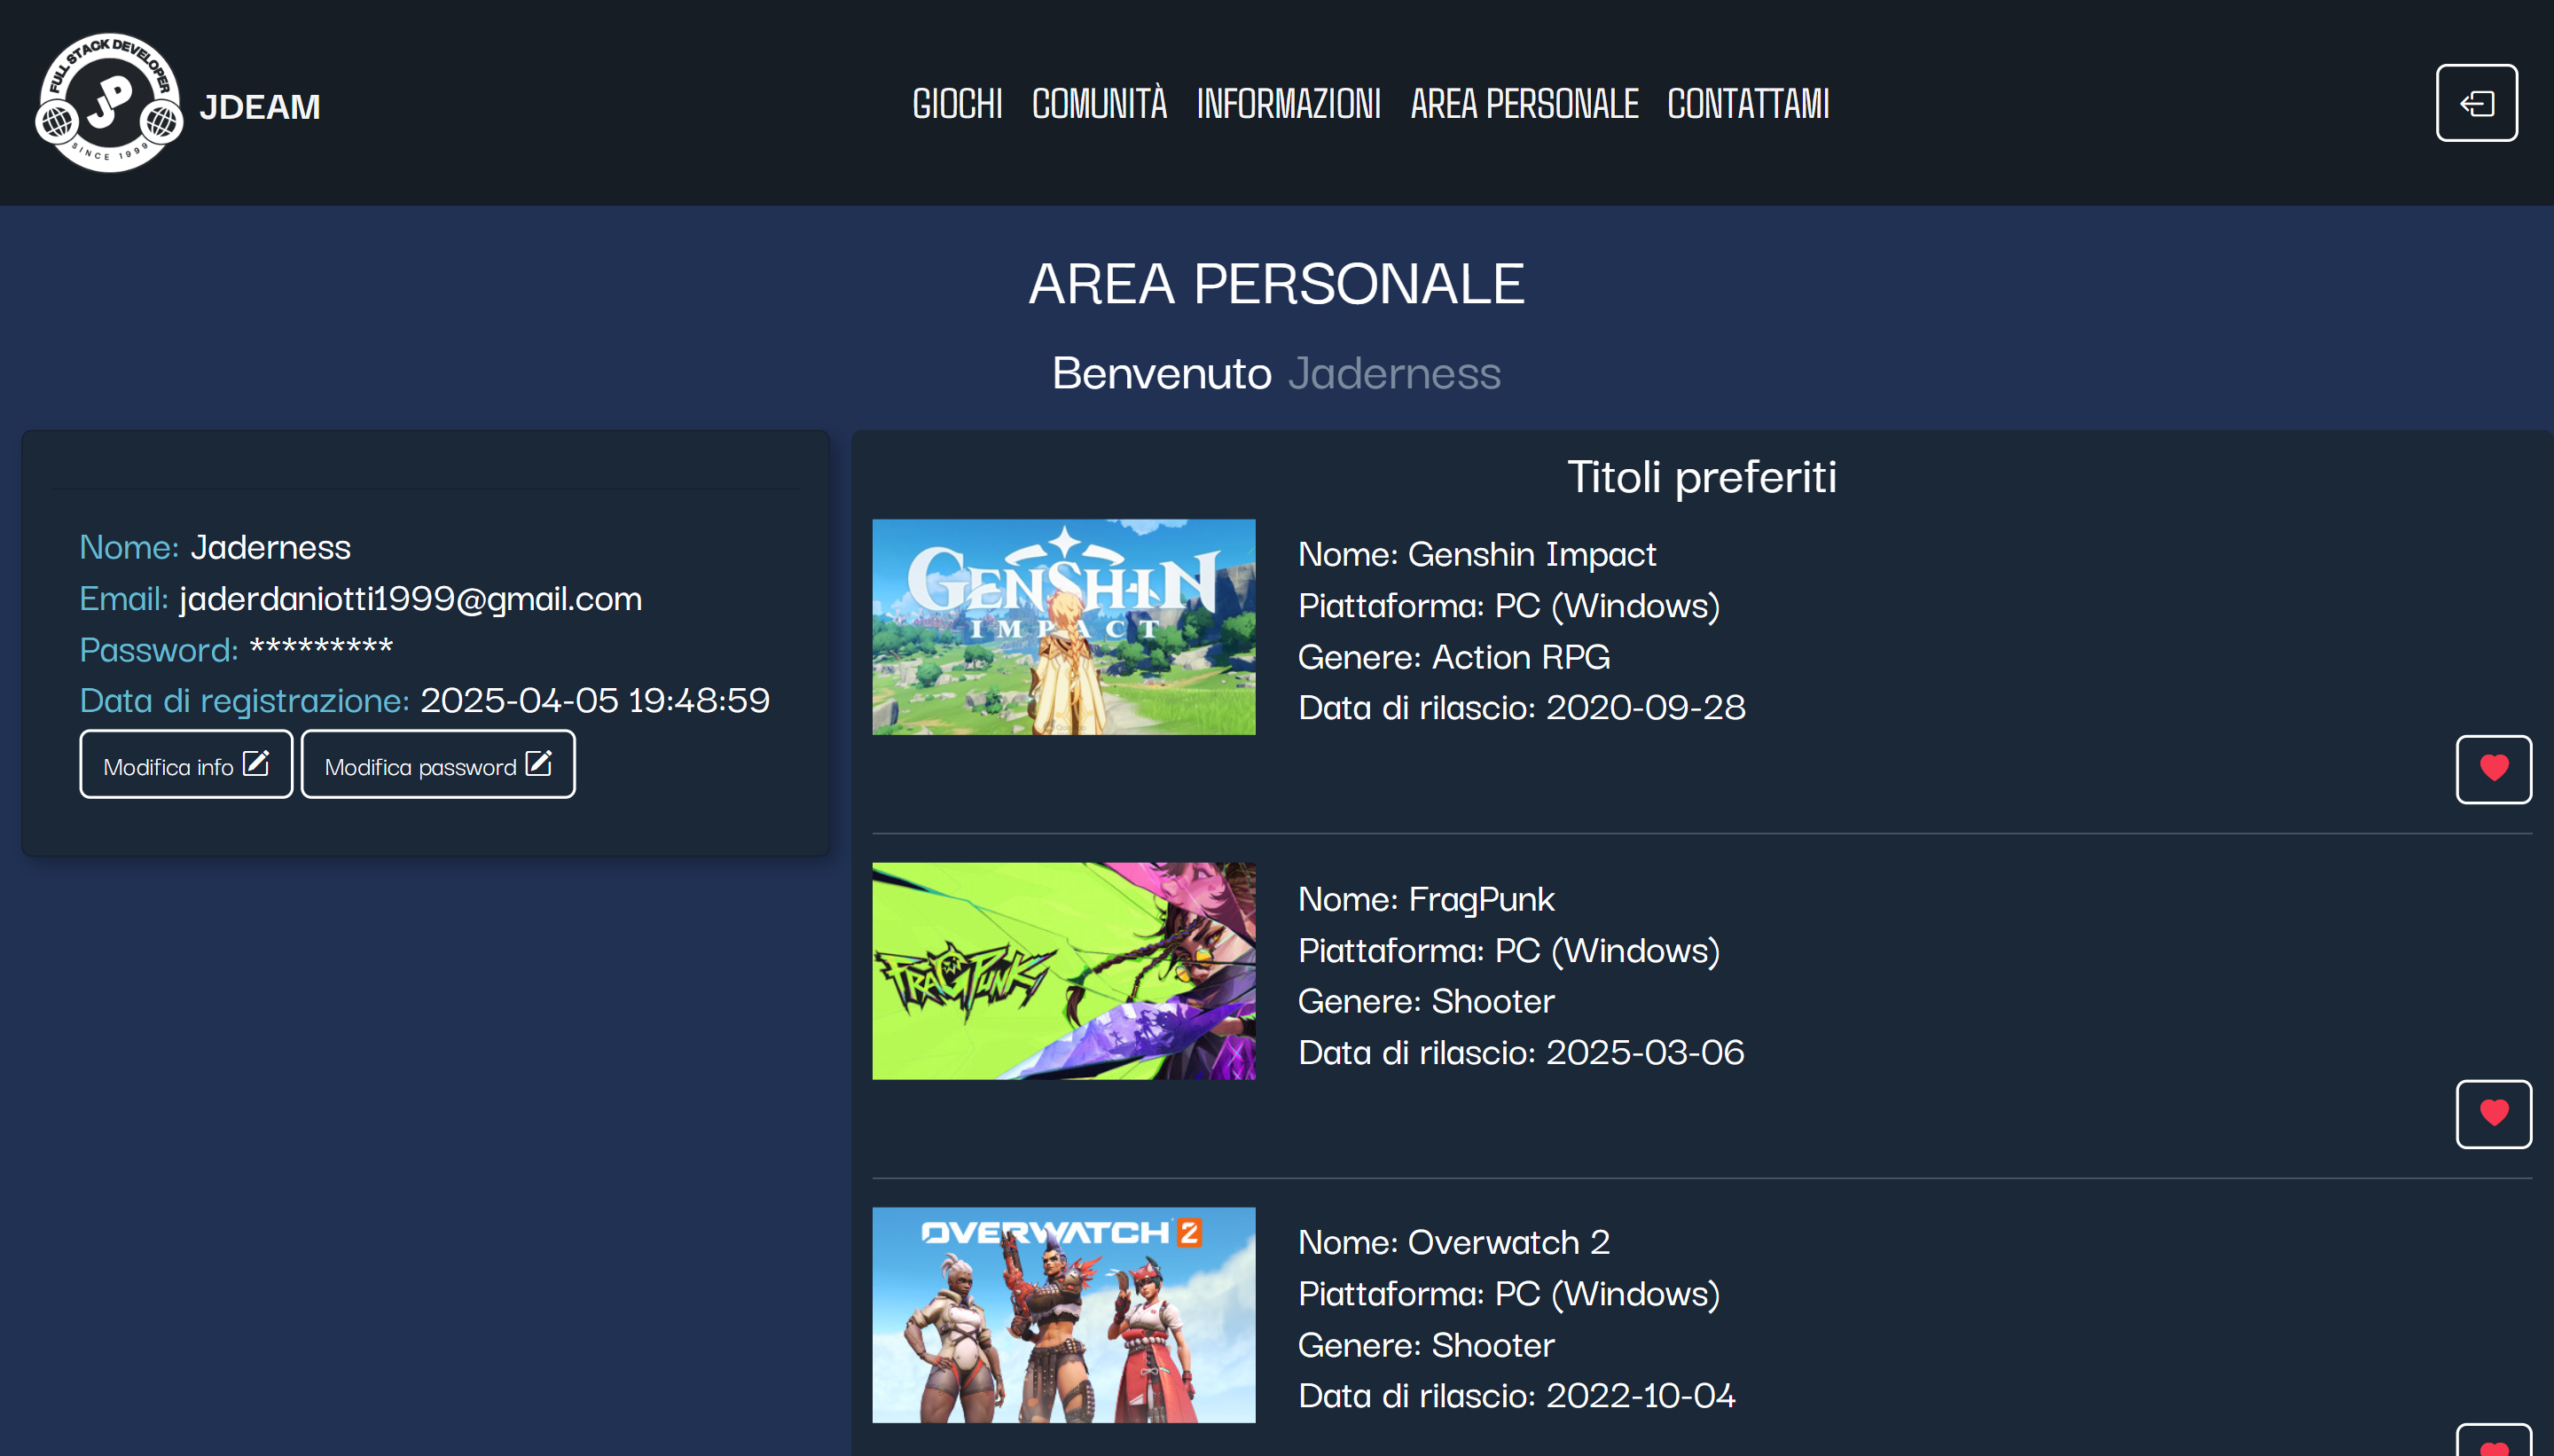 FULL STACK DEVELOPER
JP
SINCE 1999
JDEAM
GIOCHI COMUNITÀ INFORMAZIONI AREA PERSONALE CONTATTAMI
AREA PERSONALE
Benvenuto Jaderness
Nome: Jaderness
Email: jaderdaniotti1999@gmail.com
Password: *********
Data di registrazione: 2025-04-05 19:48:59
Modifica info
Modifica password
Titoli preferiti
GENSHIN
IMPACT
Nome: Genshin Impact
Piattaforma: PC (Windows)
Genere: Action RPG
Data di rilascio: 2020-09-28
FRAGPUNK
Nome: FragPunk
Piattaforma: PC (Windows)
Genere: Shooter
Data di rilascio: 2025-03-06
OVERWATCH 2
Nome: Overwatch 2
Piattaforma: PC (Windows)
Genere: Shooter
Data di rilascio: 2022-10-04